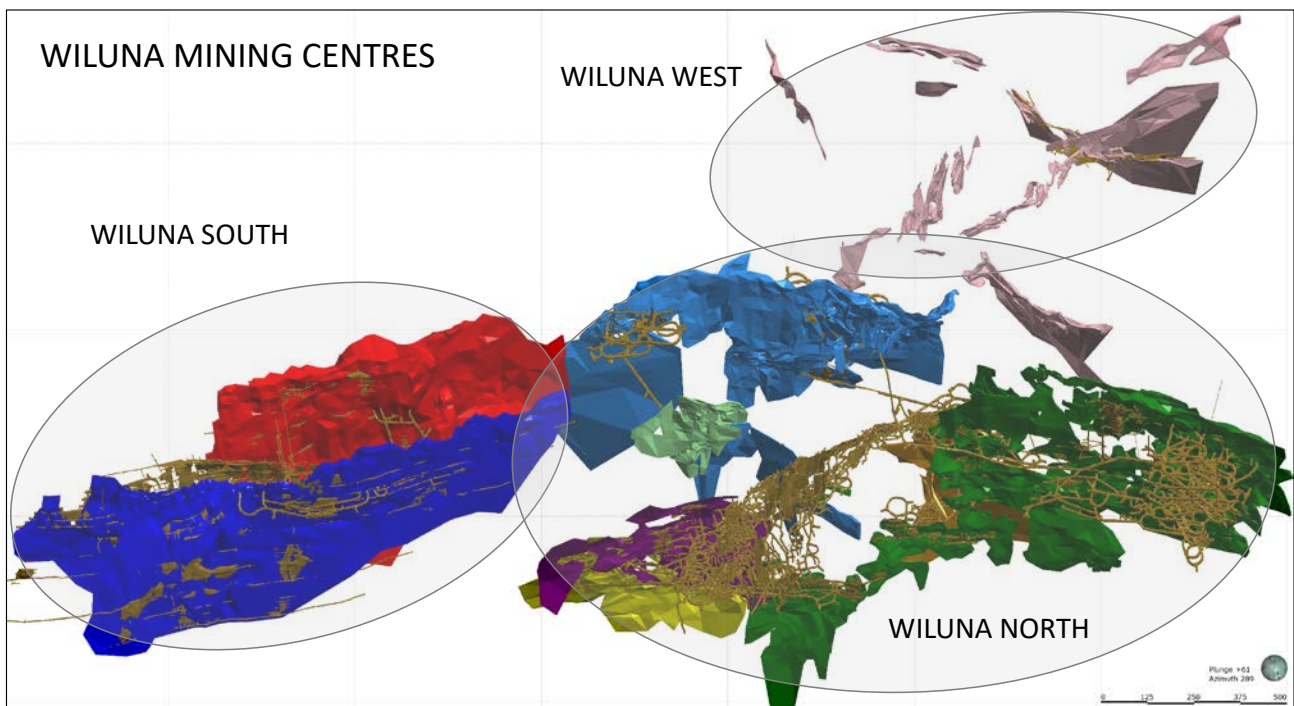 WILUNA MINING CENTRES
WILUNA WEST
WILUNA SOUTH
WILUNA NORTH
Plunge +61
Azimuth 289
0 125 250 375 500